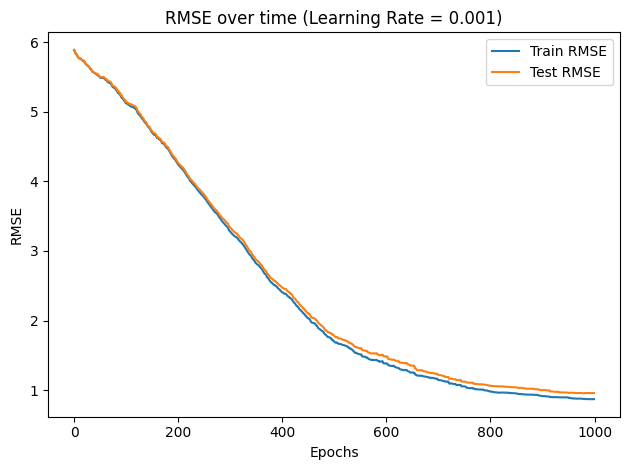 RMSE over time (Learning Rate = 0.001)
Train RMSE
Test RMSE
6
5
4
3
2
1
RMSE
0
200
400
600
800
1000
Epochs